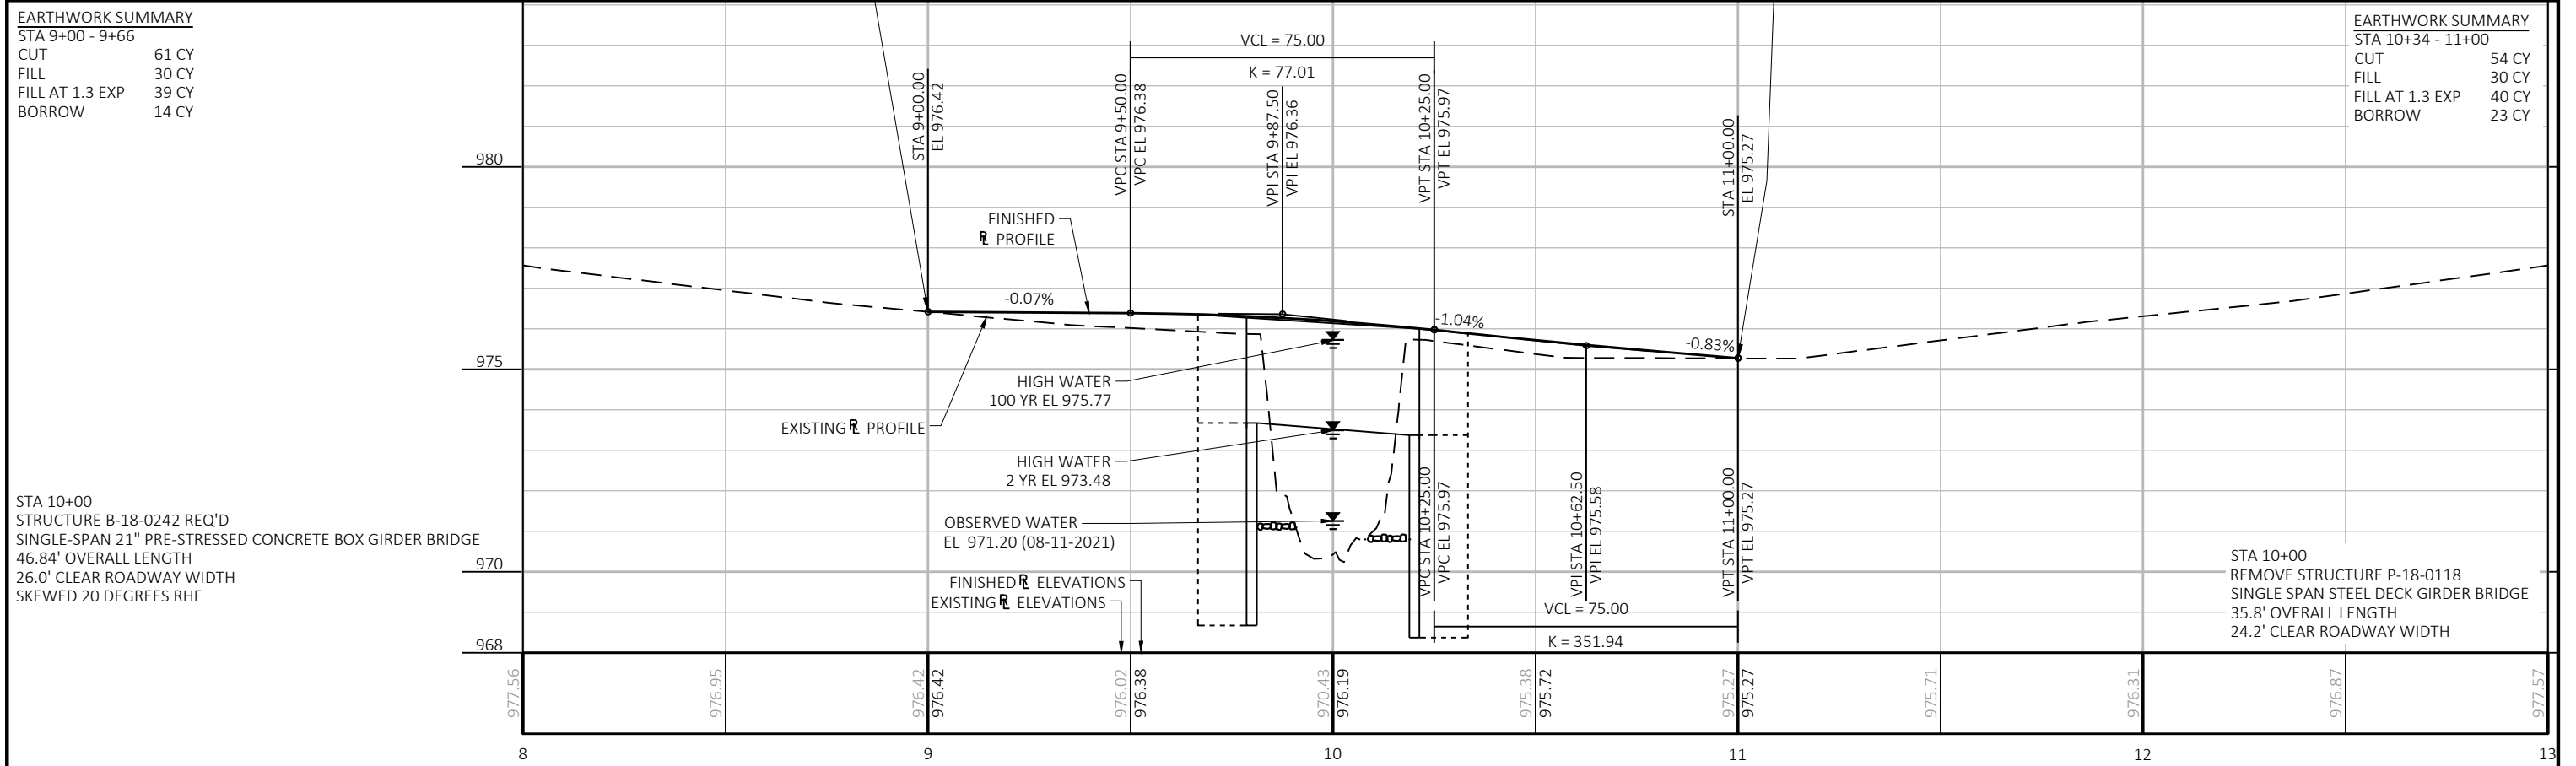 EARTHWORK SUMMARY
STA 9+00 - 9+66
CUT 61 CY
FILL 30 CY
FILL AT 1.3 EXP 39 CY
BORROW 14 CY
EARTHWORK SUMMARY
STA 10+34 - 11+00
CUT 54 CY
FILL 30 CY
FILL AT 1.3 EXP 40 CY
BORROW 23 CY
VCL = 75.00
K = 77.01
STA 9+00.00
EL 976.42
VPC STA 9+50.00
VPC EL 976.38
VPI STA 9+87.50
VPI EL 976.36
VPT STA 10+25.00
VPT EL 975.97
STA 11+00.00
EL 975.27
980
975
970
968
FINISHED
℞ PROFILE
-0.07%
-1.04%
-0.83%
HIGH WATER
100 YR EL 975.77
EXISTING ℞ PROFILE
HIGH WATER
2 YR EL 973.48
OBSERVED WATER
EL 971.20 (08-11-2021)
FINISHED ℞ ELEVATIONS
EXISTING ℞ ELEVATIONS
VPC STA 10+25.00
VPC EL 975.97
VPI STA 10+62.50
VPI EL 975.58
VPT STA 11+00.00
VPT EL 975.27
VCL = 75.00
K = 351.94
STA 10+00
STRUCTURE B-18-0242 REQ'D
SINGLE-SPAN 21" PRE-STRESSED CONCRETE BOX GIRDER BRIDGE
46.84' OVERALL LENGTH
26.0' CLEAR ROADWAY WIDTH
SKEWED 20 DEGREES RHF
STA 10+00
REMOVE STRUCTURE P-18-0118
SINGLE SPAN STEEL DECK GIRDER BRIDGE
35.8' OVERALL LENGTH
24.2' CLEAR ROADWAY WIDTH
977.56
976.95
976.42
976.42
976.02
976.38
970.43
976.19
975.38
975.72
975.27
975.27
975.71
976.31
976.87
977.57
8 9 10 11 12 13